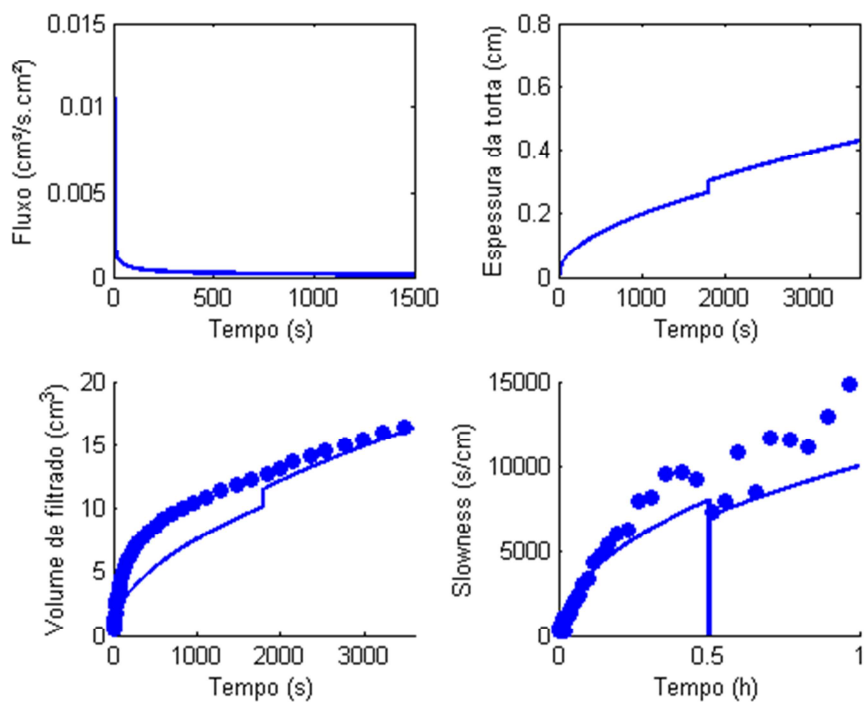 0.015
0.01
0.005
0
Fluxo (cm³/s.cm²)
0 500 1000 1500
Tempo (s)
0.8
0.6
0.4
0.2
0
Espessura da torta (cm)
0 1000 2000 3000
Tempo (s)
20
15
10
5
0
Volume de filtrado (cm³)
0 1000 2000 3000
Tempo (s)
15000
10000
5000
0
Slowness (s/cm)
0 0.5 1
Tempo (h)